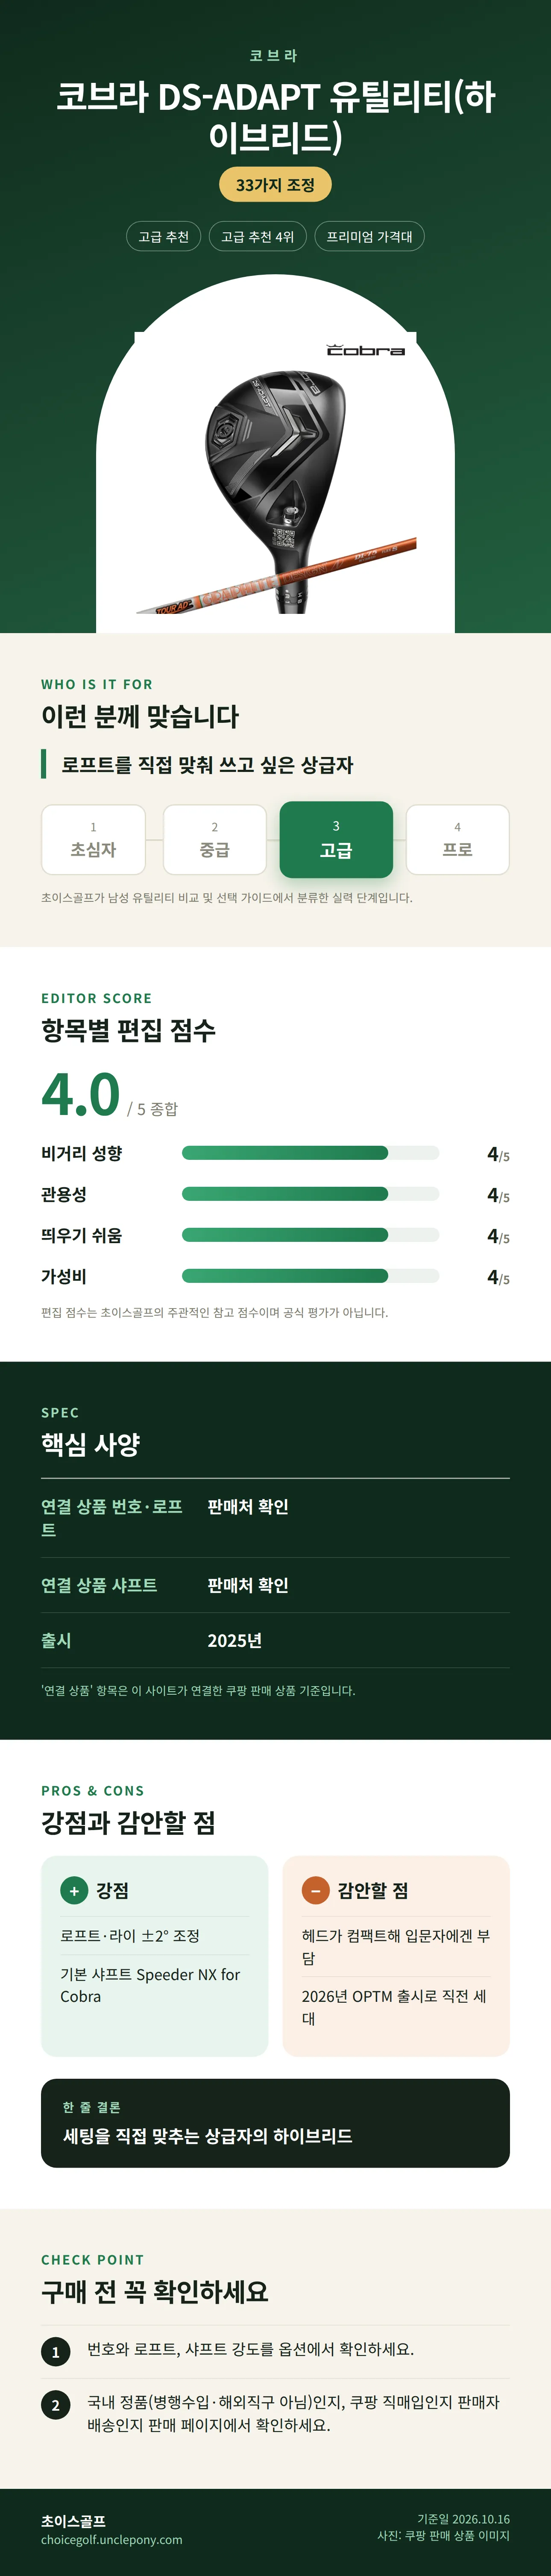 코브라
코브라 DS-ADAPT 유틸리티(하
이브리드)
33가지 조정
고급 추천
고급 추천 4위
프리미엄 가격대
cobra
DS-ADAPT
TOUR AD
WHO IS IT FOR
이런 분께 맞습니다
로프트를 직접 맞춰 쓰고 싶은 상급자
1
초심자
2
중급
3
고급
4
프로
초이스골프가 남성 유틸리티 비교 및 선택 가이드에서 분류한 실력 단계입니다.
EDITOR SCORE
항목별 편집 점수
4.0 / 5 종합
비거리 성향 4/5
관용성 4/5
띄우기 쉬움 4/5
가성비 4/5
편집 점수는 초이스골프의 주관적인 참고 점수이며 공식 평가가 아닙니다.
SPEC
핵심 사양
연결 상품 번호·로프
트
판매처 확인
연결 상품 샤프트 판매처 확인
출시 2025년
'연결 상품' 항목은 이 사이트가 연결한 쿠팡 판매 상품 기준입니다.
PROS & CONS
강점과 감안할 점
+ 강점
로프트·라이 ±2° 조정
기본 샤프트 Speeder NX for
Cobra
− 감안할 점
헤드가 컴팩트해 입문자에겐 부
담
2026년 OPTM 출시로 직전 세
대
한 줄 결론
세팅을 직접 맞추는 상급자의 하이브리드
CHECK POINT
구매 전 꼭 확인하세요
1 번호와 로프트, 샤프트 강도를 옵션에서 확인하세요.
2 국내 정품(병행수입·해외직구 아님)인지, 쿠팡 직매입인지 판매자
배송인지 판매 페이지에서 확인하세요.
초이스골프
choicegolf.unclepony.com
기준일 2026.10.16
사진: 쿠팡 판매 상품 이미지